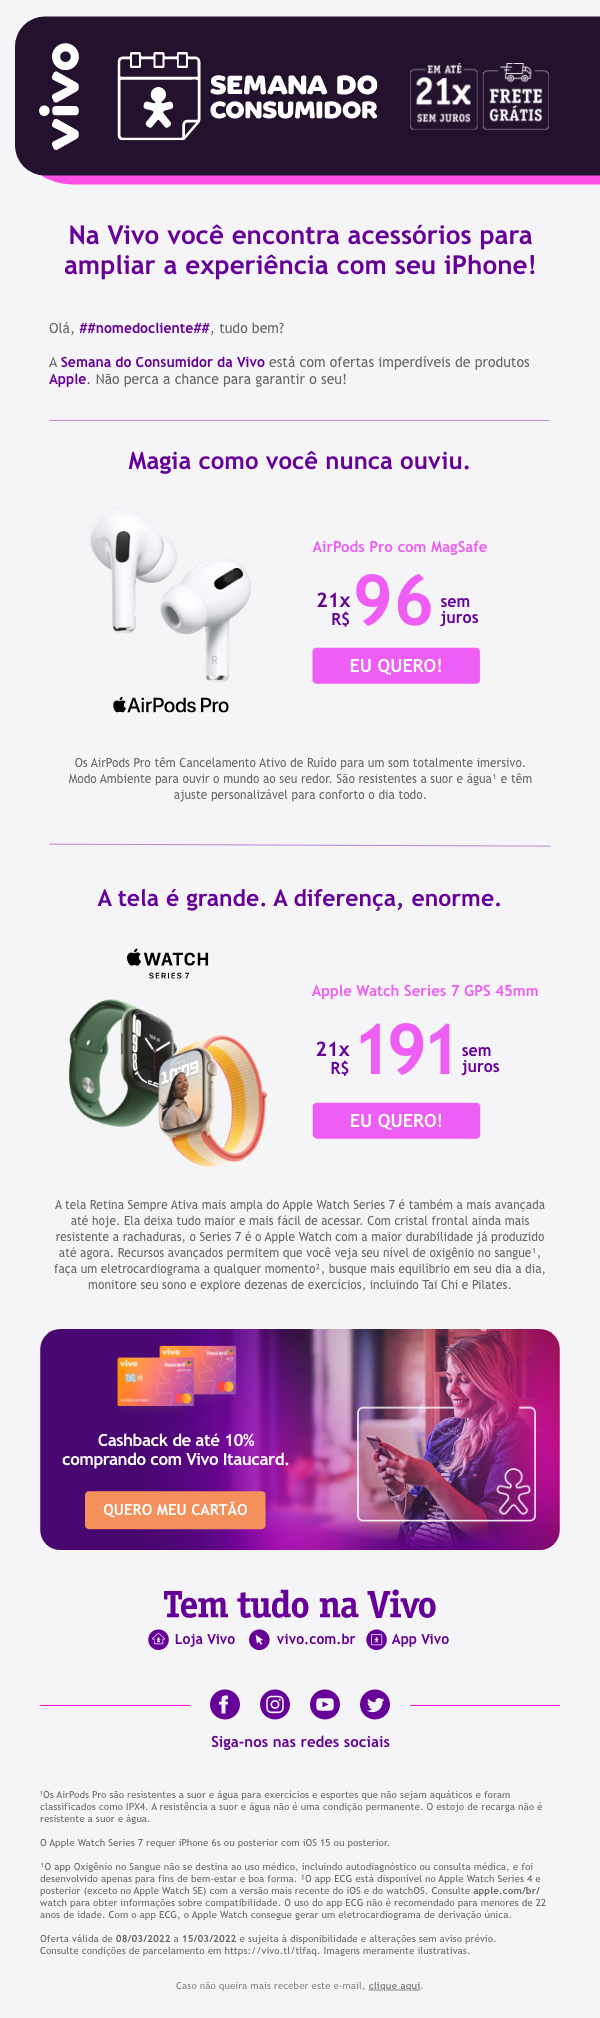 vivo
SEMANA DO
CONSUMIDOR
EM ATÉ
21x
SEM JUROS
FRETE
GRÁTIS
Na Vivo você encontra acessórios para
ampliar a experiência com seu iPhone!
Olá, ##nomedocliente##, tudo bem?
A Semana do Consumidor da Vivo está com ofertas imperdíveis de produtos
Apple. Não perca a chance para garantir o seu!
Magia como você nunca ouviu.
AirPods Pro com MagSafe
21x
R$
96
sem
juros
EU QUERO!
R
AirPods Pro
Os AirPods Pro têm Cancelamento Ativo de Ruído para um som totalmente imersivo.
Modo Ambiente para ouvir o mundo ao seu redor. São resistentes a suor e água¹ e têm
ajuste personalizável para conforto o dia todo.
A tela é grande. A diferença, enorme.
WATCH
SERIES 7
Apple Watch Series 7 GPS 45mm
21x
R$
191
sem
juros
10:09
EU QUERO!
A tela Retina Sempre Ativa mais ampla do Apple Watch Series 7 é também a mais avançada
até hoje. Ela deixa tudo maior e mais fácil de acessar. Com cristal frontal ainda mais
resistente a rachaduras, o Series 7 é o Apple Watch com a maior durabilidade já produzido
até agora. Recursos avançados permitem que você veja seu nível de oxigênio no sangue¹,
faça um eletrocardiograma a qualquer momento², busque mais equilíbrio em seu dia a dia,
monitore seu sono e explore dezenas de exercícios, incluindo Tai Chi e Pilates.
vivo
Itaucard
vivo
Itaucard
Cashback de até 10%
comprando com Vivo Itaucard.
QUERO MEU CARTÃO
Tem tudo na Vivo
Loja Vivo
vivo.com.br
App Vivo
Siga-nos nas redes sociais
¹Os AirPods Pro são resistentes a suor e água para exercícios e esportes que não sejam aquáticos e foram
classificados como IPX4. A resistência a suor e água não é uma condição permanente. O estojo de recarga não é
resistente a suor e água.
O Apple Watch Series 7 requer iPhone 6s ou posterior com iOS 15 ou posterior.
¹O app Oxigênio no Sangue não se destina ao uso médico, incluindo autodiagnóstico ou consulta médica, e foi
desenvolvido apenas para fins de bem-estar e boa forma. ²O app ECG está disponível no Apple Watch Series 4 e
posterior (exceto no Apple Watch SE) com a versão mais recente do iOS e do watchOS. Consulte apple.com/br/
watch para obter informações sobre compatibilidade. O uso do app ECG não é recomendado para menores de 22
anos de idade. Com o app ECG, o Apple Watch consegue gerar um eletrocardiograma de derivação única.
Oferta válida de 08/03/2022 a 15/03/2022 e sujeita à disponibilidade e alterações sem aviso prévio.
Consulte condições de parcelamento em https://vivo.tl/tlfaq. Imagens meramente ilustrativas.
Caso não queira mais receber este e-mail, clique aqui.